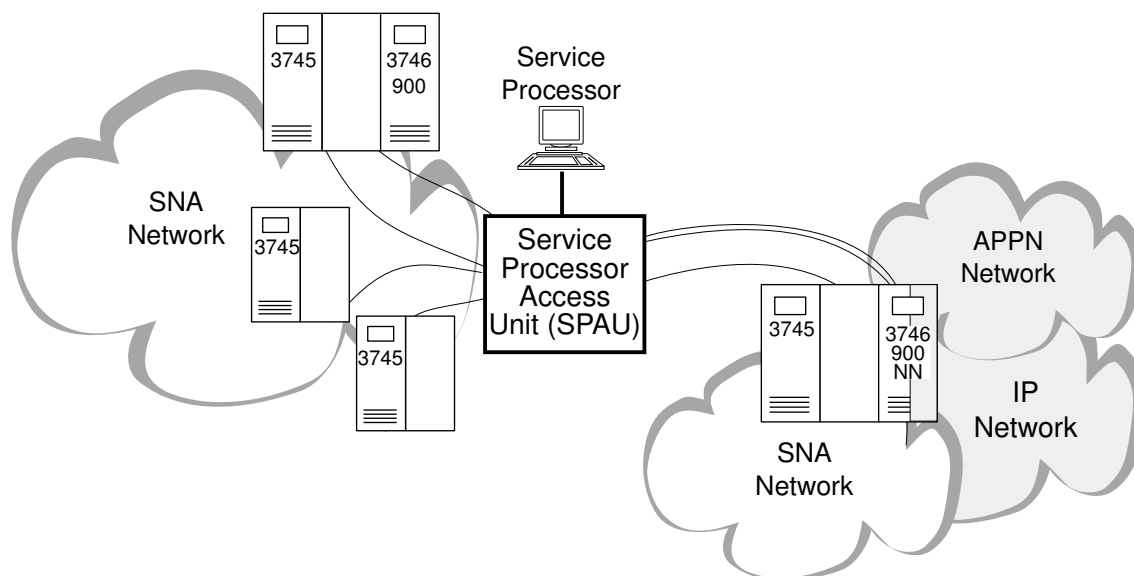 3745
3746
900
Service
Processor
SNA
Network
3745
3745
Service
Processor
Access
Unit (SPAU)
APPN
Network
3745
3746
900
NN
IP
Network
SNA
Network